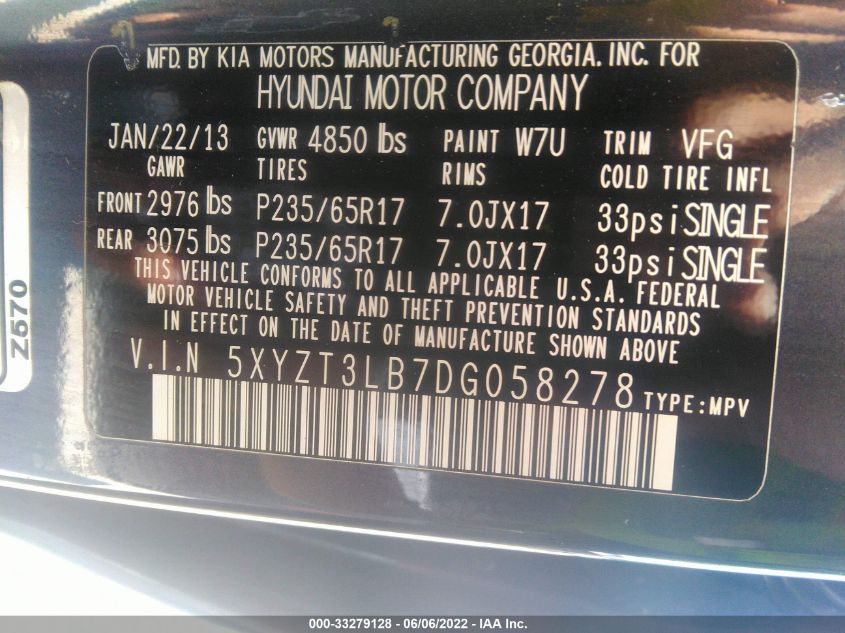 MFD. BY KIA MOTORS MANUFACTURING GEORGIA. INC. FOR
HYUNDAI MOTOR COMPANY
JAN/22/13 GVWR 4850 lbs PAINT W7U TRIM VFG
GAWR TIRES RIMS COLD TIRE INFL
FRONT 2976 lbs P235/65R17 7.0JX17 33psi SINGLE
REAR 3075 lbs P235/65R17 7.0JX17 33psi SINGLE
THIS VEHICLE CONFORMS TO ALL APPLICABLE U.S.A. FEDERAL
MOTOR VEHICLE SAFETY AND THEFT PREVENTION STANDARDS
IN EFFECT ON THE DATE OF MANUFACTURE SHOWN ABOVE
V.I.N 5XYZT3LB7DG058278 TYPE:MPV
Z670
000-33279128 - 06/06/2022 - IAA Inc.